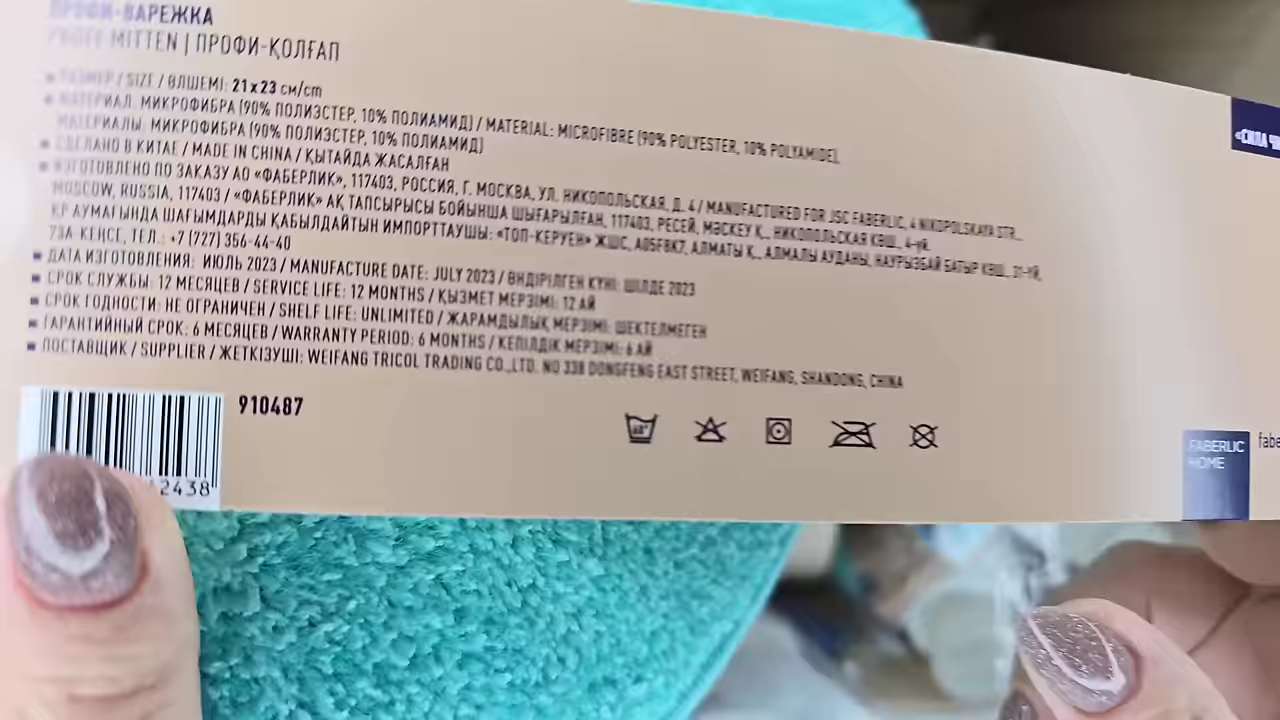 ПРОФИ-ВАРЕЖКА
PROFF MITTEN | ПРОФИ-ҚОЛҒАП
РАЗМЕР / SIZE / ӨЛШЕМІ: 21 x 23 см/cm
МАТЕРИАЛ: МИКРОФИБРА (90% ПОЛИЭСТЕР, 10% ПОЛИАМИД) / MATERIAL: MICROFIBRE (90% POLYESTER, 10% POLYAMIDE),
МАТЕРИАЛЫ: МИКРОФИБРА (90% ПОЛИЭСТЕР, 10% ПОЛИАМИД)
СДЕЛАНО В КИТАЕ / MADE IN CHINA / ҚЫТАЙДА ЖАСАЛҒАН
ИЗГОТОВЛЕНО ПО ЗАКАЗУ АО «ФАБЕРЛИК», 117403, РОССИЯ, Г. МОСКВА, УЛ. НИКОПОЛЬСКАЯ, Д. 4 / MANUFACTURED FOR JSC FABERLIC, 4 NIKOPOLSKAYA STR.,
MOSCOW, RUSSIA, 117403 / «ФАБЕРЛИК» АҚ ТАПСЫРЫСЫ БОЙЫНША ШЫҒАРЫЛҒАН, 117403, РЕСЕЙ, МӘСКЕУ Қ., НИКОПОЛЬСКАЯ КӨШ., 4-үй.
ҚР АУМАҒЫНДА ШАҒЫМДАРДЫ ҚАБЫЛДАЙТЫН ИМПОРТТАУШЫ: «ТОП-КЕРУЕН» ЖШС, A05F8K7, АЛМАТЫ Қ., АЛМАЛЫ АУДАНЫ, НАУРЫЗБАЙ БАТЫР КӨШ., 31-ҮЙ,
73А-КЕҢСЕ, ТЕЛ.: +7 (727) 356-44-40
ДАТА ИЗГОТОВЛЕНИЯ: ИЮЛЬ 2023 / MANUFACTURE DATE: JULY 2023 / ӨНДІРІЛГЕН КҮНІ: ШІЛДЕ 2023
СРОК СЛУЖБЫ: 12 МЕСЯЦЕВ / SERVICE LIFE: 12 MONTHS / ҚЫЗМЕТ МЕРЗІМІ: 12 АЙ
СРОК ГОДНОСТИ: НЕ ОГРАНИЧЕН / SHELF LIFE: UNLIMITED / ЖАРАМДЫЛЫҚ МЕРЗІМІ: ШЕКТЕЛМЕГЕН
ГАРАНТИЙНЫЙ СРОК: 6 МЕСЯЦЕВ / WARRANTY PERIOD: 6 MONTHS / КЕПІЛДІК МЕРЗІМІ: 6 АЙ
ПОСТАВЩИК / SUPPLIER / ЖЕТКІЗУШІ: WEIFANG TRICOL TRADING CO.,LTD. NO 338 DONGFENG EAST STREET, WEIFANG, SHANDONG, CHINA
910487
2438
60°
«СИЛА
FABERLIC
HOME